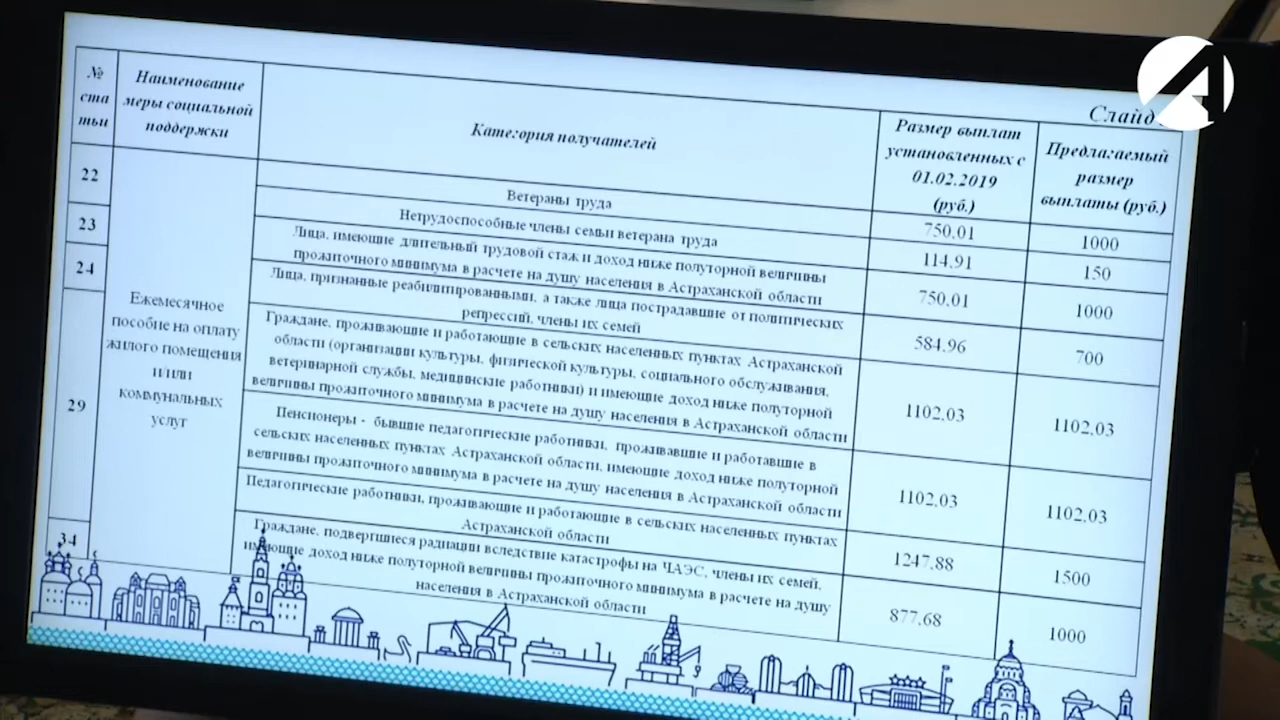 Слайд
№
ста
тьи
Наименование
меры социальной
поддержки
Категория получателей
Размер выплат
установленных с
01.02.2019
(руб.)
Предлагаемый
размер
выплаты (руб.)
22
Ежемесячное
пособие на оплату
жилого помещения
и/или
коммунальных
услуг
Ветераны труда
750,01
1000
Нетрудоспособные члены семьи ветерана труда
114,91
150
23
Лица, имеющие длительный трудовой стаж и доход ниже полуторной величины
прожиточного минимума в расчете на душу населения в Астраханской области
750,01
1000
24
Лица, признанные реабилитированными, а также лица пострадавшие от политических
репрессий, члены их семей
584,96
700
29
Граждане, проживающие и работающие в сельских населенных пунктах Астраханской
области (организации культуры, физической культуры, социального обслуживания,
ветеринарной службы, медицинские работники) и имеющие доход ниже полуторной
величины прожиточного минимума в расчете на душу населения в Астраханской области
1102,03
1102,03
Пенсионеры - бывшие педагогические работники, проживавшие и работавшие в
сельских населенных пунктах Астраханской области, имеющие доход ниже полуторной
величины прожиточного минимума в расчете на душу населения в Астраханской области
1102,03
1102,03
Педагогические работники, проживающие и работающие в сельских населенных пунктах
Астраханской области
1247,88
1500
34
Граждане, подвергшиеся радиации вследствие катастрофы на ЧАЭС, члены их семей,
имеющие доход ниже полуторной величины прожиточного минимума в расчете на душу
населения в Астраханской области
877,68
1000